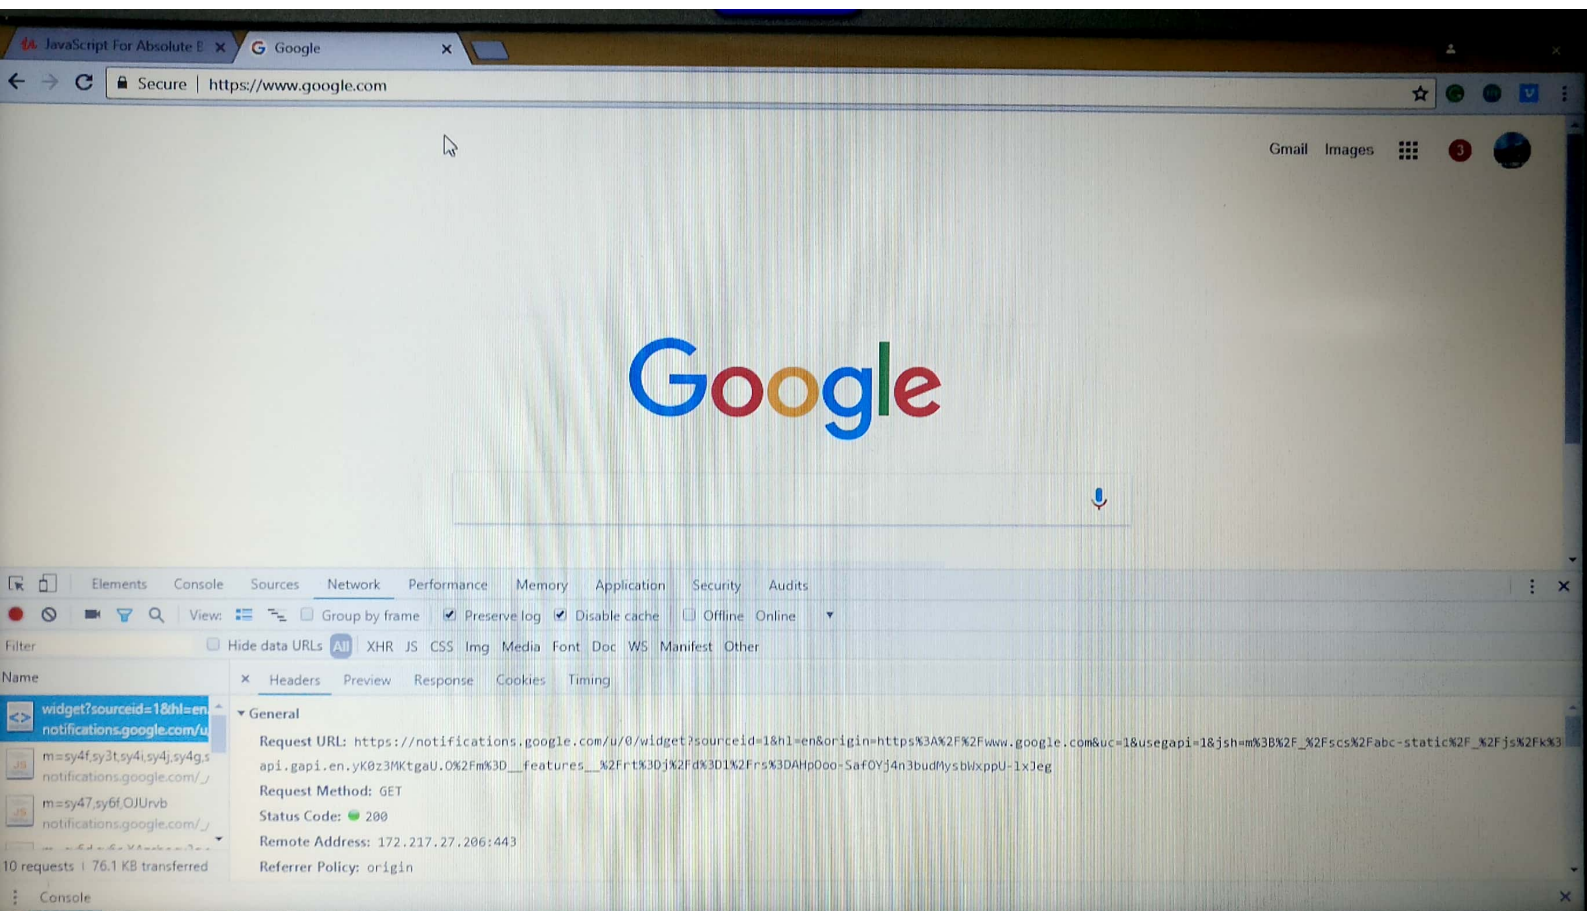 JavaScript For Absolute B
Google
Secure
https://www.google.com
Gmail Images 3
Google
Elements Console Sources Network Performance Memory Application Security Audits
View: Group by frame Preserve log Disable cache Offline Online
Filter Hide data URLs All XHR JS CSS Img Media Font Doc WS Manifest Other
Name
Headers Preview Response Cookies Timing
widget?sourceid=1&hl=en.
notifications.google.com/u
m=sy4f,sy3t,sy4i,sy4j,sy4g,s
notifications.google.com/_/
m=sy47,sy6f,OJUrvb
notifications.google.com/_/
10 requests | 76.1 KB transferred
General
Request URL: https://notifications.google.com/u/0/widget?sourceid=1&hl=en&origin=https%3A%2F%2Fwww.google.com&uc=1&usegapi=1&jsh=m%3B%2F_%2Fscs%2Fabc-static%2F_%2Fjs%2Fk%3
api.gapi.en.yK0z3MKtgaU.O%2Fm%3D__features__%2Frt%3Dj%2Fd%3D1%2Frs%3DAHpOoo-SafOYj4n3budMysbWxppU-lxJeg
Request Method: GET
Status Code: 200
Remote Address: 172.217.27.206:443
Referrer Policy: origin
Console